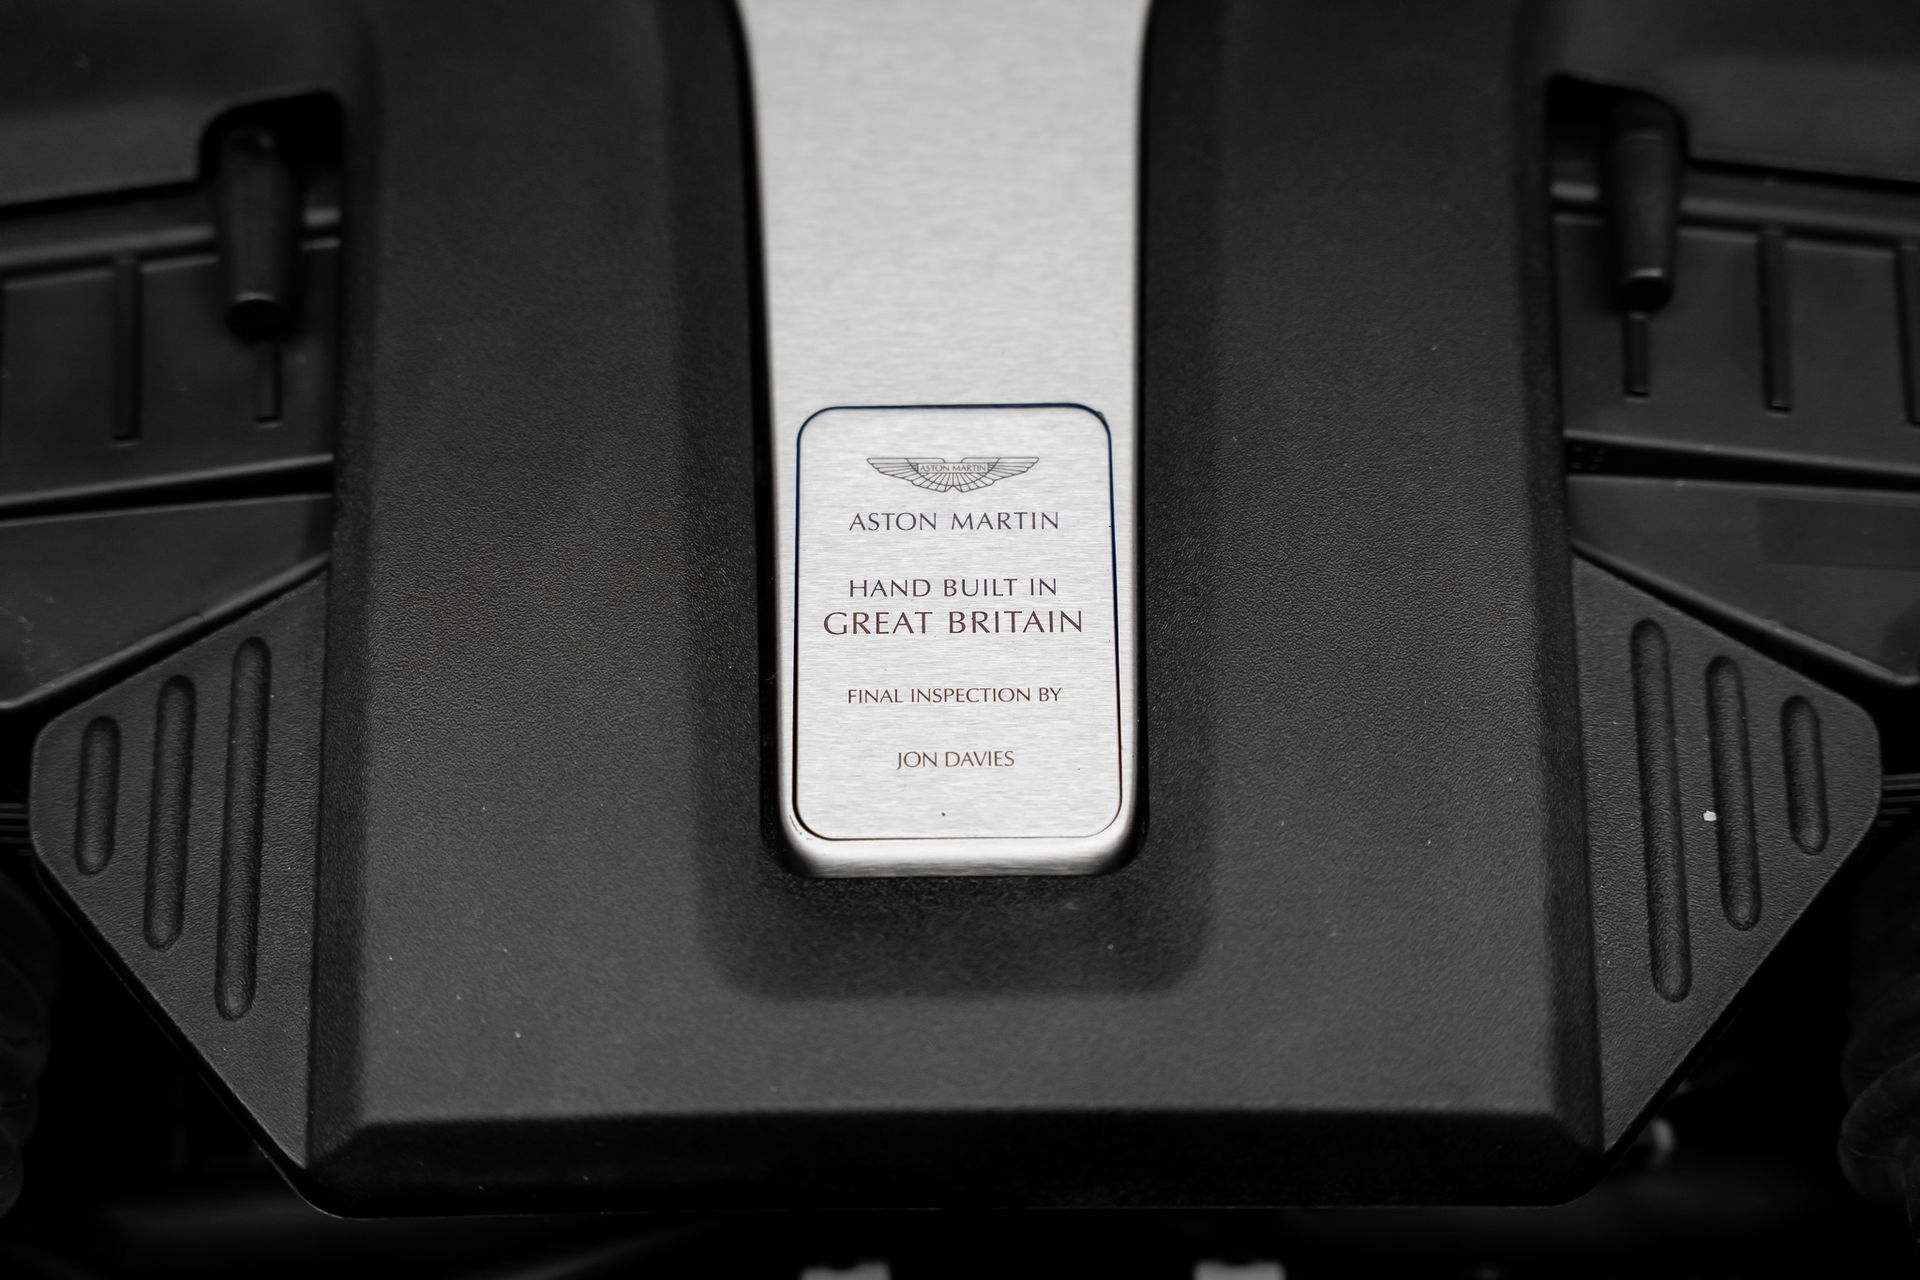 ASTON MARTIN
ASTON MARTIN
HAND BUILT IN
GREAT BRITAIN
FINAL INSPECTION BY
JON DAVIES